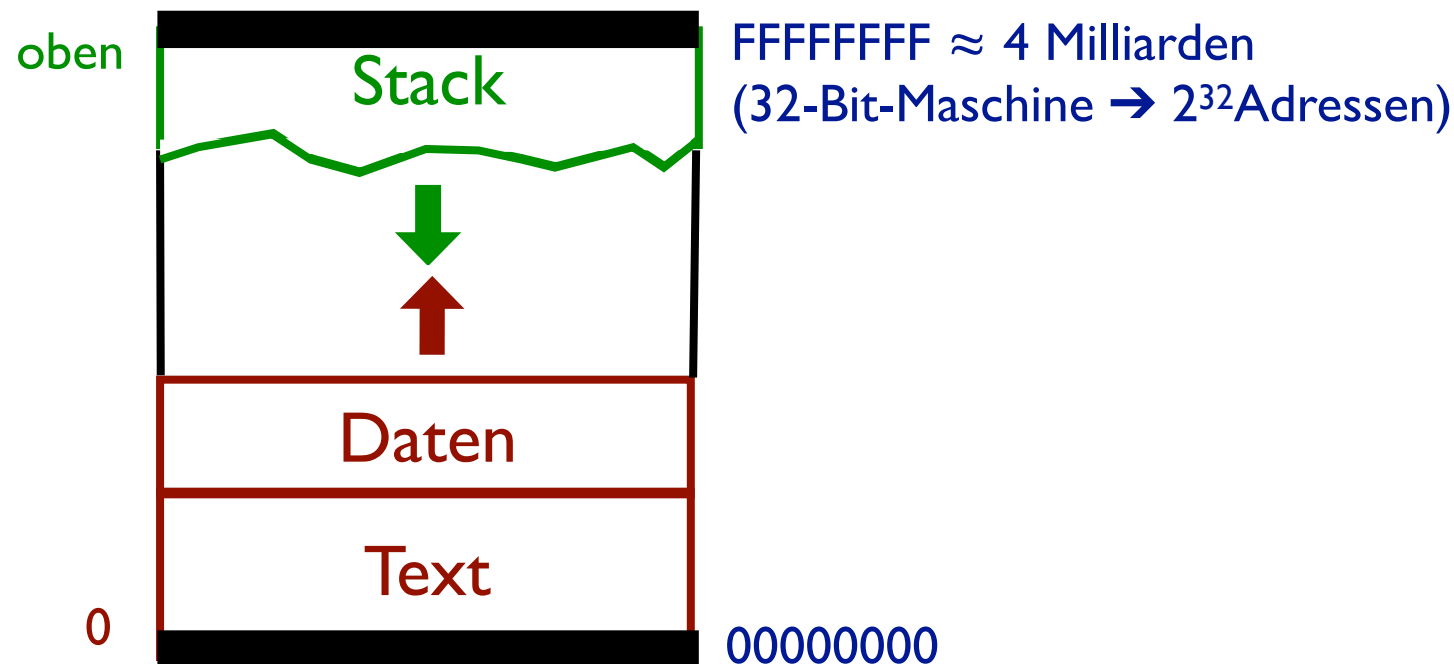 oben
Stack
FFFFFFFF ≈ 4 Milliarden
(32-Bit-Maschine ➔ 2³²Adressen)
Daten
Text
0
00000000